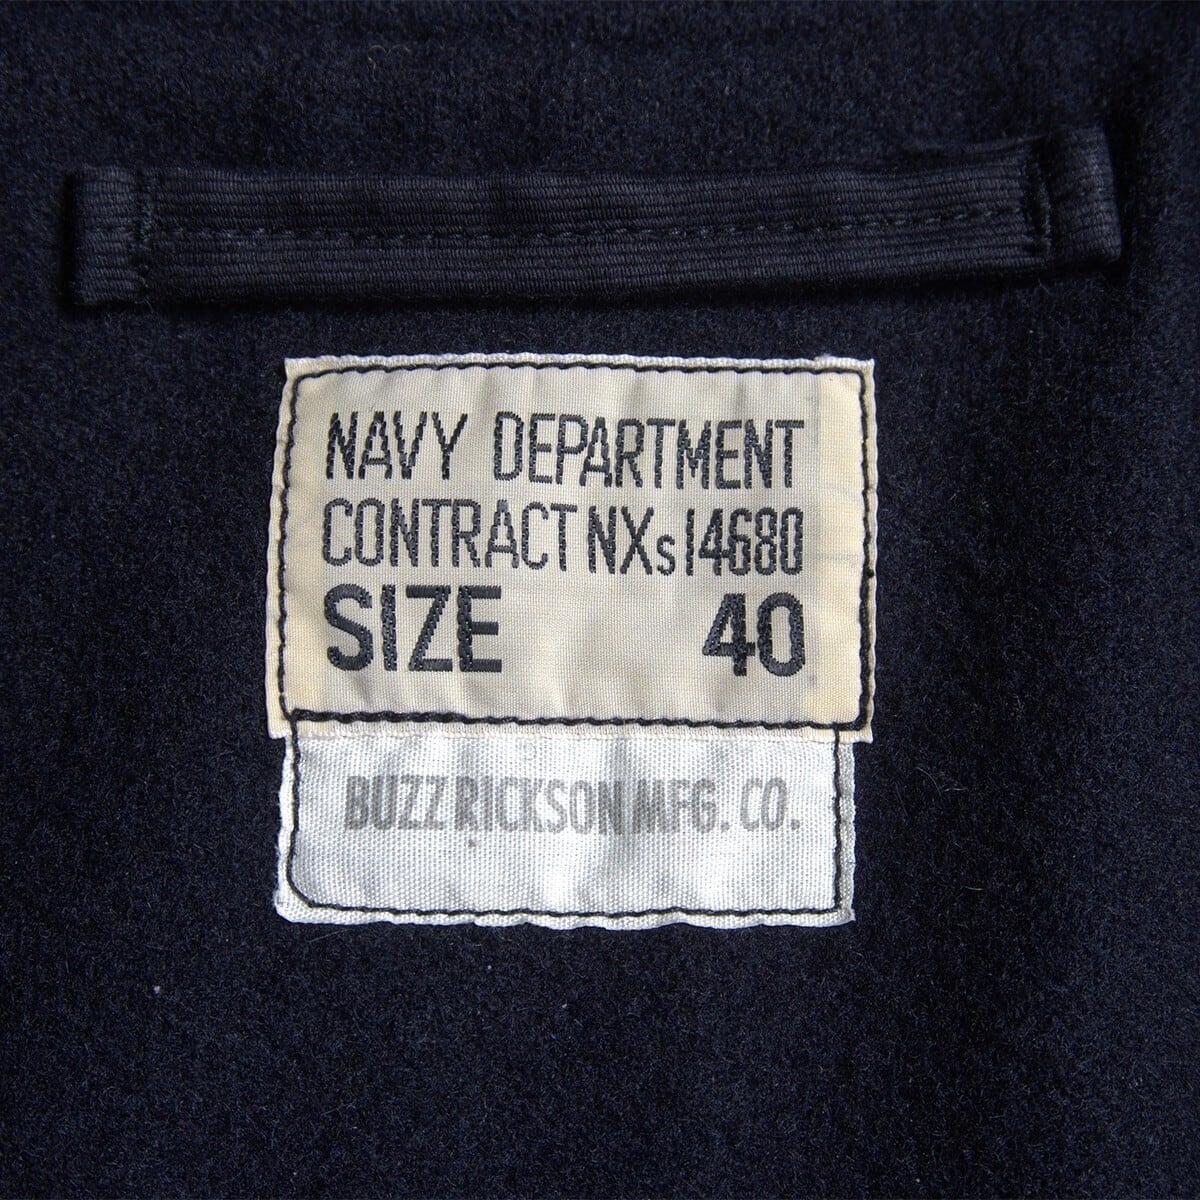 NAVY DEPARTMENT
CONTRACT NXs 14680
SIZE 40
BUZZ RICKSON MFG. CO.